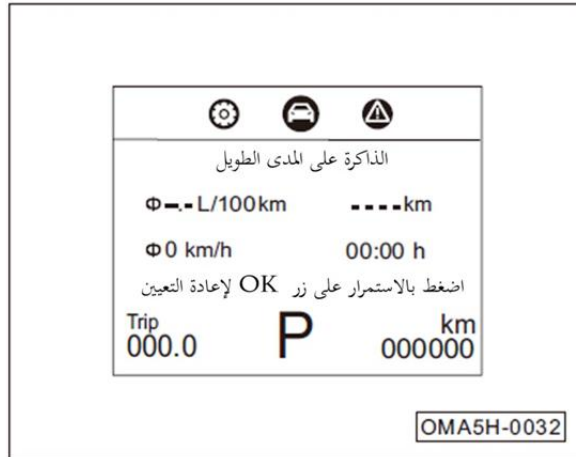 الذاكرة على المدى الطويل
Φ--.- L/100km ----km
Φ0 km/h 00:00 h
اضغط بالاستمرار على زر OK لإعادة التعيين
Trip km
000.0 P 000000
OMA5H-0032